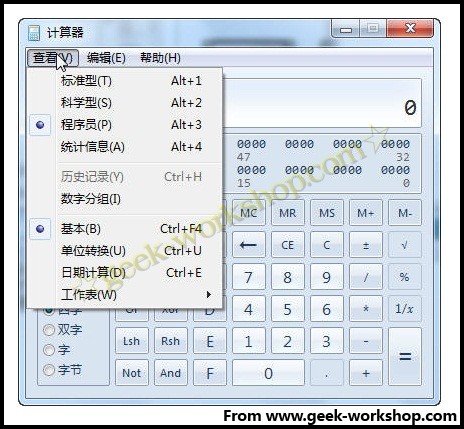 计算器
查看(V) 编辑(E) 帮助(H)
标准型(T) Alt+1
科学型(S) Alt+2
程序员(P) Alt+3
统计信息(A) Alt+4
历史记录(Y) Ctrl+H
数字分组(I)
基本(B) Ctrl+F4
单位转换(U) Ctrl+U
日期计算(D) Ctrl+E
工作表(W)
0
0000 0000 0000 0000
47 32
0000 0000 0000 0000
15 0
MC MR MS M+ M-
← CE C ± √
7 8 9 / %
D 4 5 6 * 1/x
双字 Lsh Rsh E 1 2 3 - =
字
字节 Not And F 0 . +
☆geek-workshop.com☆
From www.geek-workshop.com